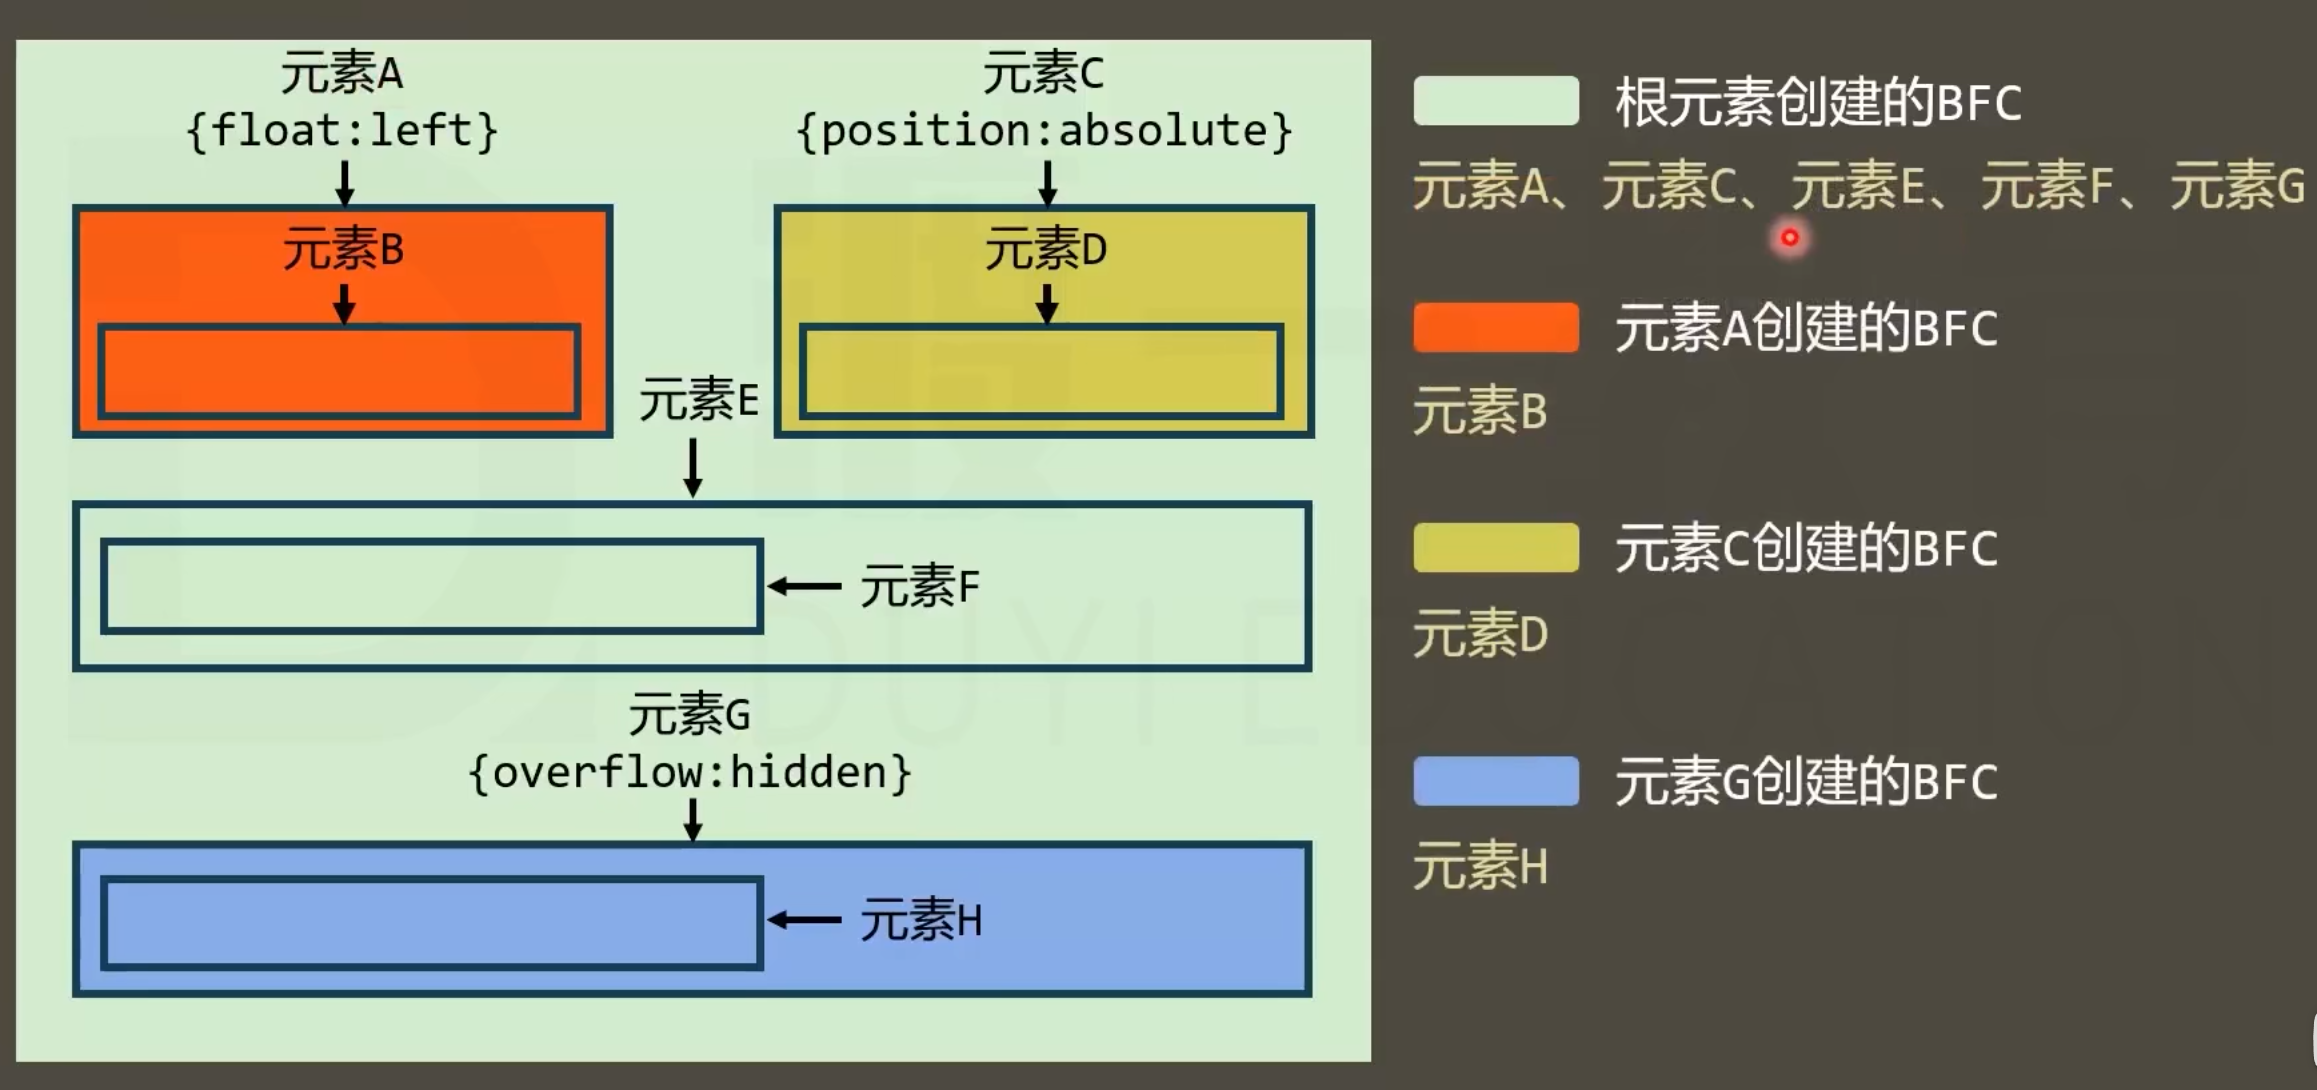 元素A
{float:left}
元素C
{position:absolute}
元素B
元素D
元素E
元素F
元素G
{overflow:hidden}
元素H
根元素创建的BFC
元素A、元素C、元素E、元素F、元素G
元素A创建的BFC
元素B
元素C创建的BFC
元素D
元素G创建的BFC
元素H
DUYI EDUCATION